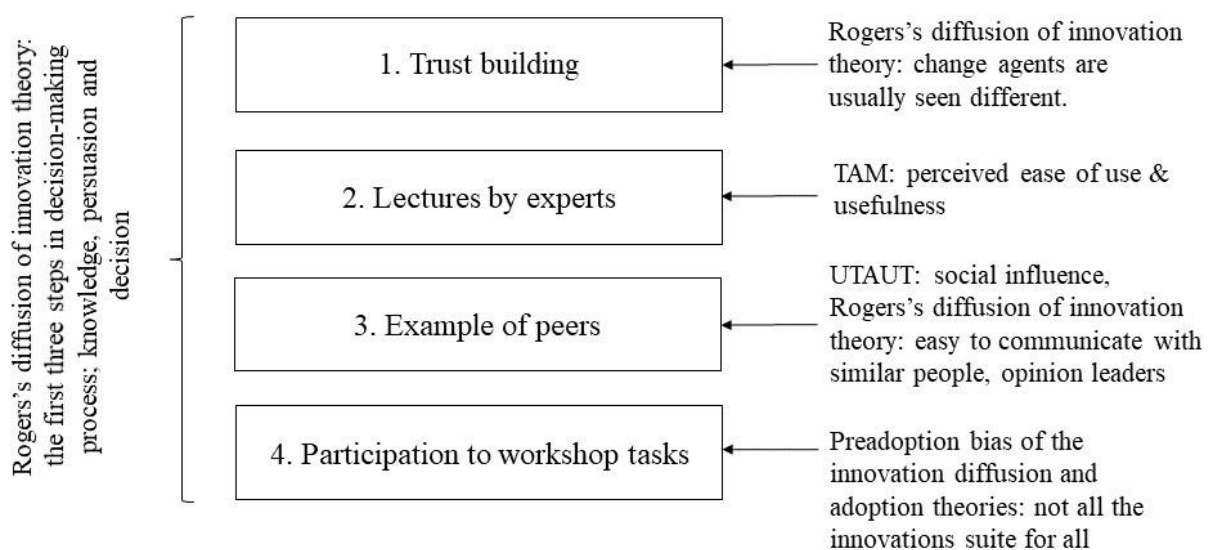 Rogers's diffusion of innovation theory:
the first three steps in decision-making
process; knowledge, persuasion and
decision
1. Trust building
Rogers's diffusion of innovation
theory: change agents are
usually seen different.
2. Lectures by experts
TAM: perceived ease of use &
usefulness
3. Example of peers
UTAUT: social influence,
Rogers's diffusion of innovation
theory: easy to communicate with
similar people, opinion leaders
4. Participation to workshop tasks
Preadoption bias of the
innovation diffusion and
adoption theories: not all the
innovations suite for all